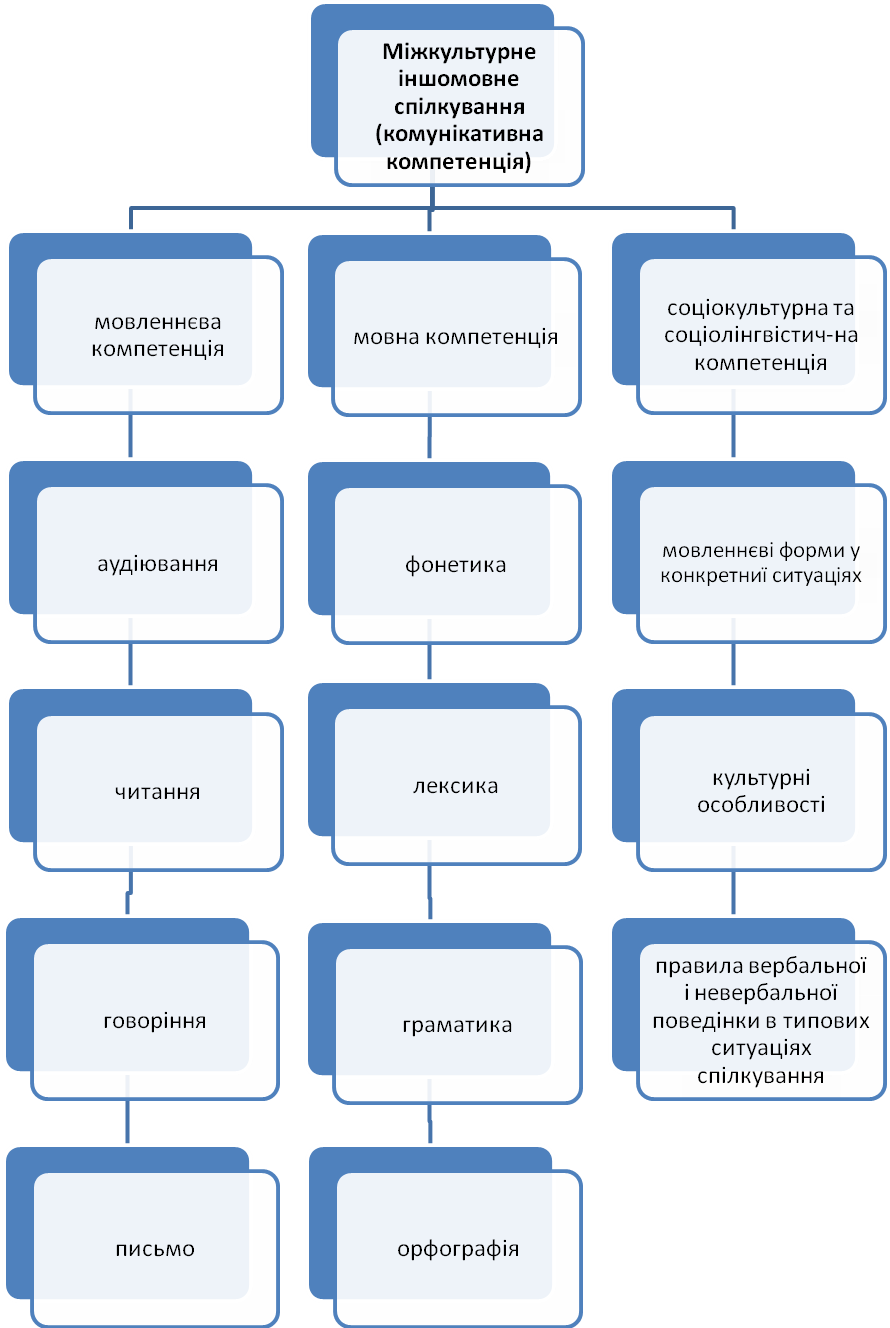 Міжкультурне
іншомовне
спілкування
(комунікативна
компетенція)
мовленнєва
компетенція
мовна компетенція
соціокультурна та
соціолінгвістич-на
компетенція
аудіювання
фонетика
мовленнєві форми у
конкретниї ситуаціях
читання
лексика
культурні
особливості
говоріння
граматика
правила вербальної
і невербальної
поведінки в типових
ситуаціях
спілкування
письмо
орфографія